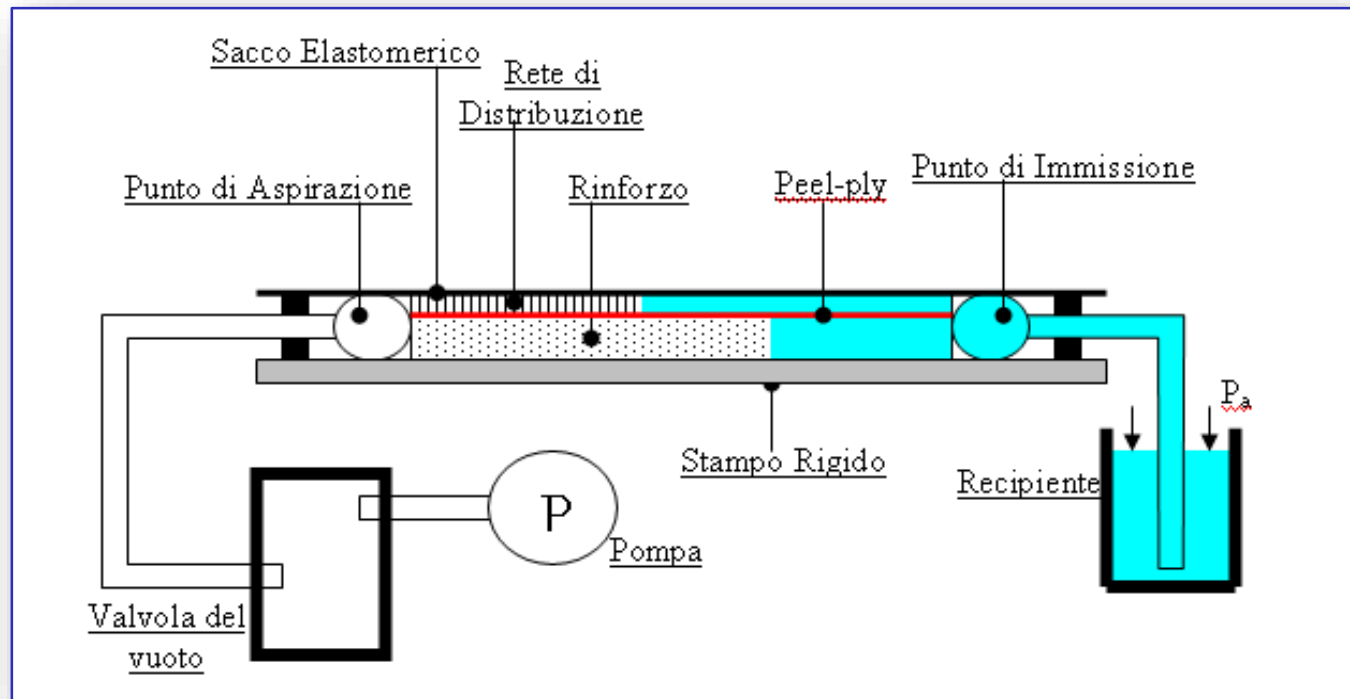 Sacco Elastomerico
Rete di
Distribuzione
Punto di Aspirazione
Rinforzo
Peel-ply
Punto di Immissione
Pa
Stampo Rigido
Recipiente
P
Pompa
Valvola del
vuoto